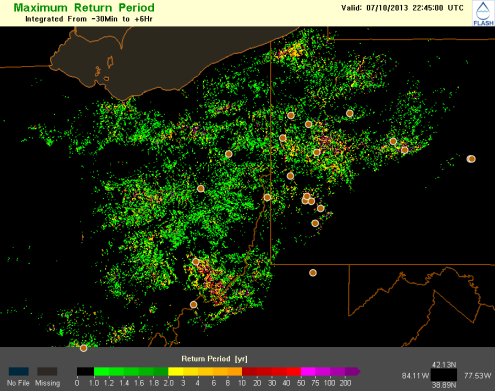 Maximum Return Period
Integrated From -30Min to +6Hr
Valid: 07/10/2013 22:45:00 UTC
FLASH
Return Period [yr]
No File Missing 0 1.0 1.2 1.4 1.6 1.8 2.0 3 4 6 8 10 20 30 40 50 75 100 200
42.13N
84.11W 77.53W
38.89N